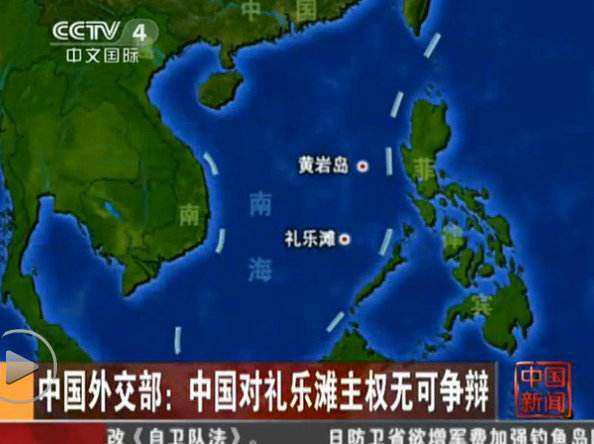 CCTV 4
中文国际
中 国
黄岩岛
菲
律
宾
南
南
海
礼乐滩
中国外交部：中国对礼乐滩主权无可争辩
中国
新闻
改《自卫队法》。 日防卫省欲增军费加强钓鱼岛